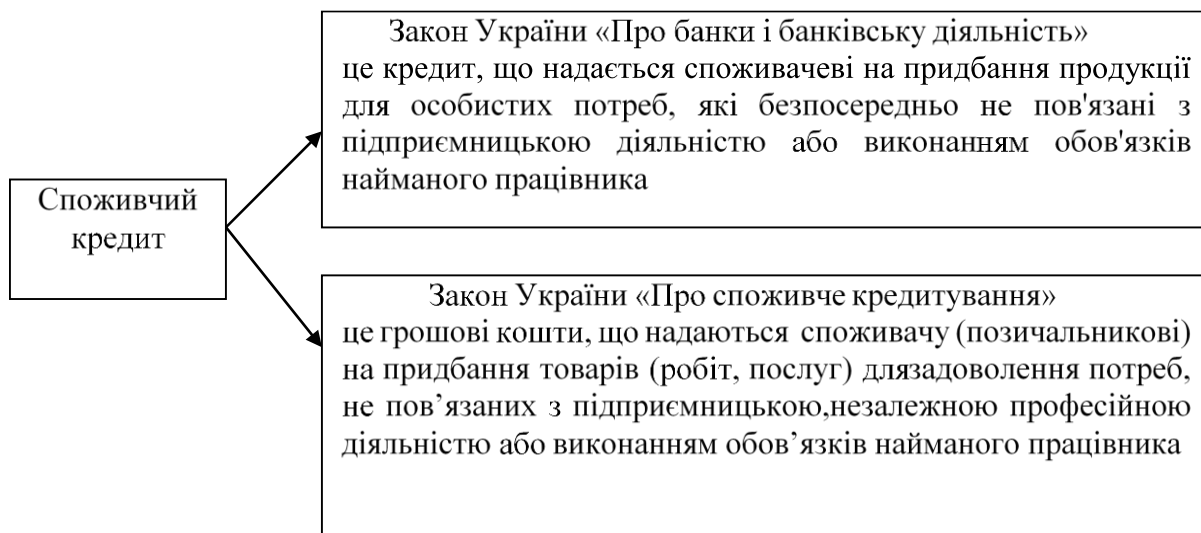 Споживчий
кредит
Закон України «Про банки і банківську діяльність»
це кредит, що надається споживачеві на придбання продукції
для особистих потреб, які безпосередньо не пов'язані з
підприємницькою діяльністю або виконанням обов'язків
найманого працівника
Закон України «Про споживче кредитування»
це грошові кошти, що надаються споживачу (позичальникові)
на придбання товарів (робіт, послуг) длязадоволення потреб,
не пов’язаних з підприємницькою,незалежною професійною
діяльністю або виконанням обов’язків найманого працівника